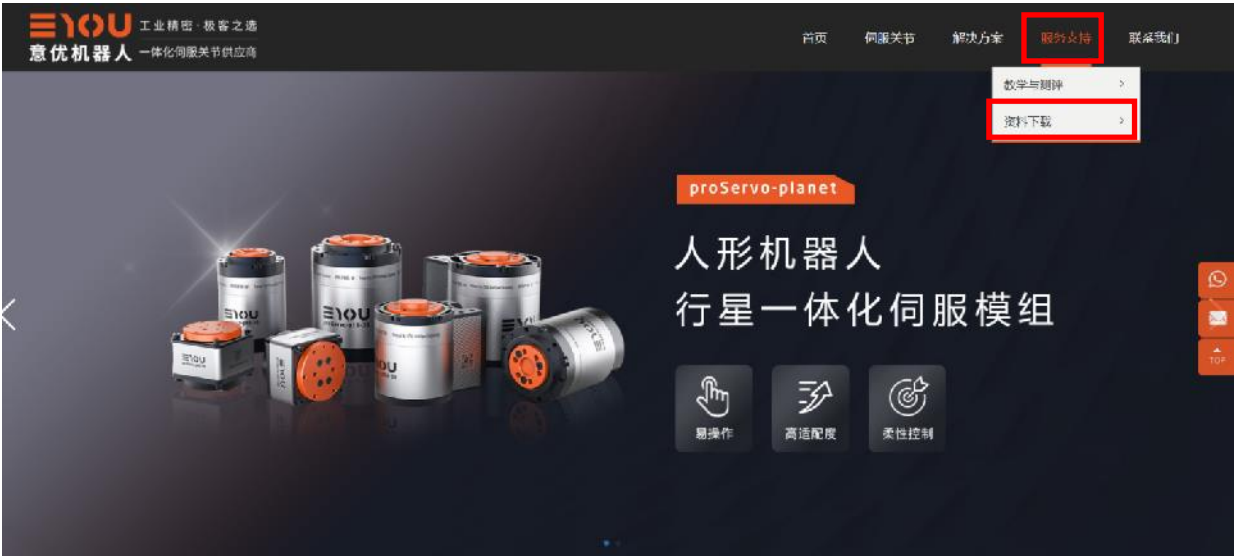 EYOU 工业精密·极客之选
意优机器人 一体化伺服关节供应商
首页 伺服关节 解决方案 服务支持 联系我们
教学与测评
资料下载
proServo-planet
人形机器人
行星一体化伺服模组
易操作 高适配度 柔性控制
TOP
EYOU
EYOU